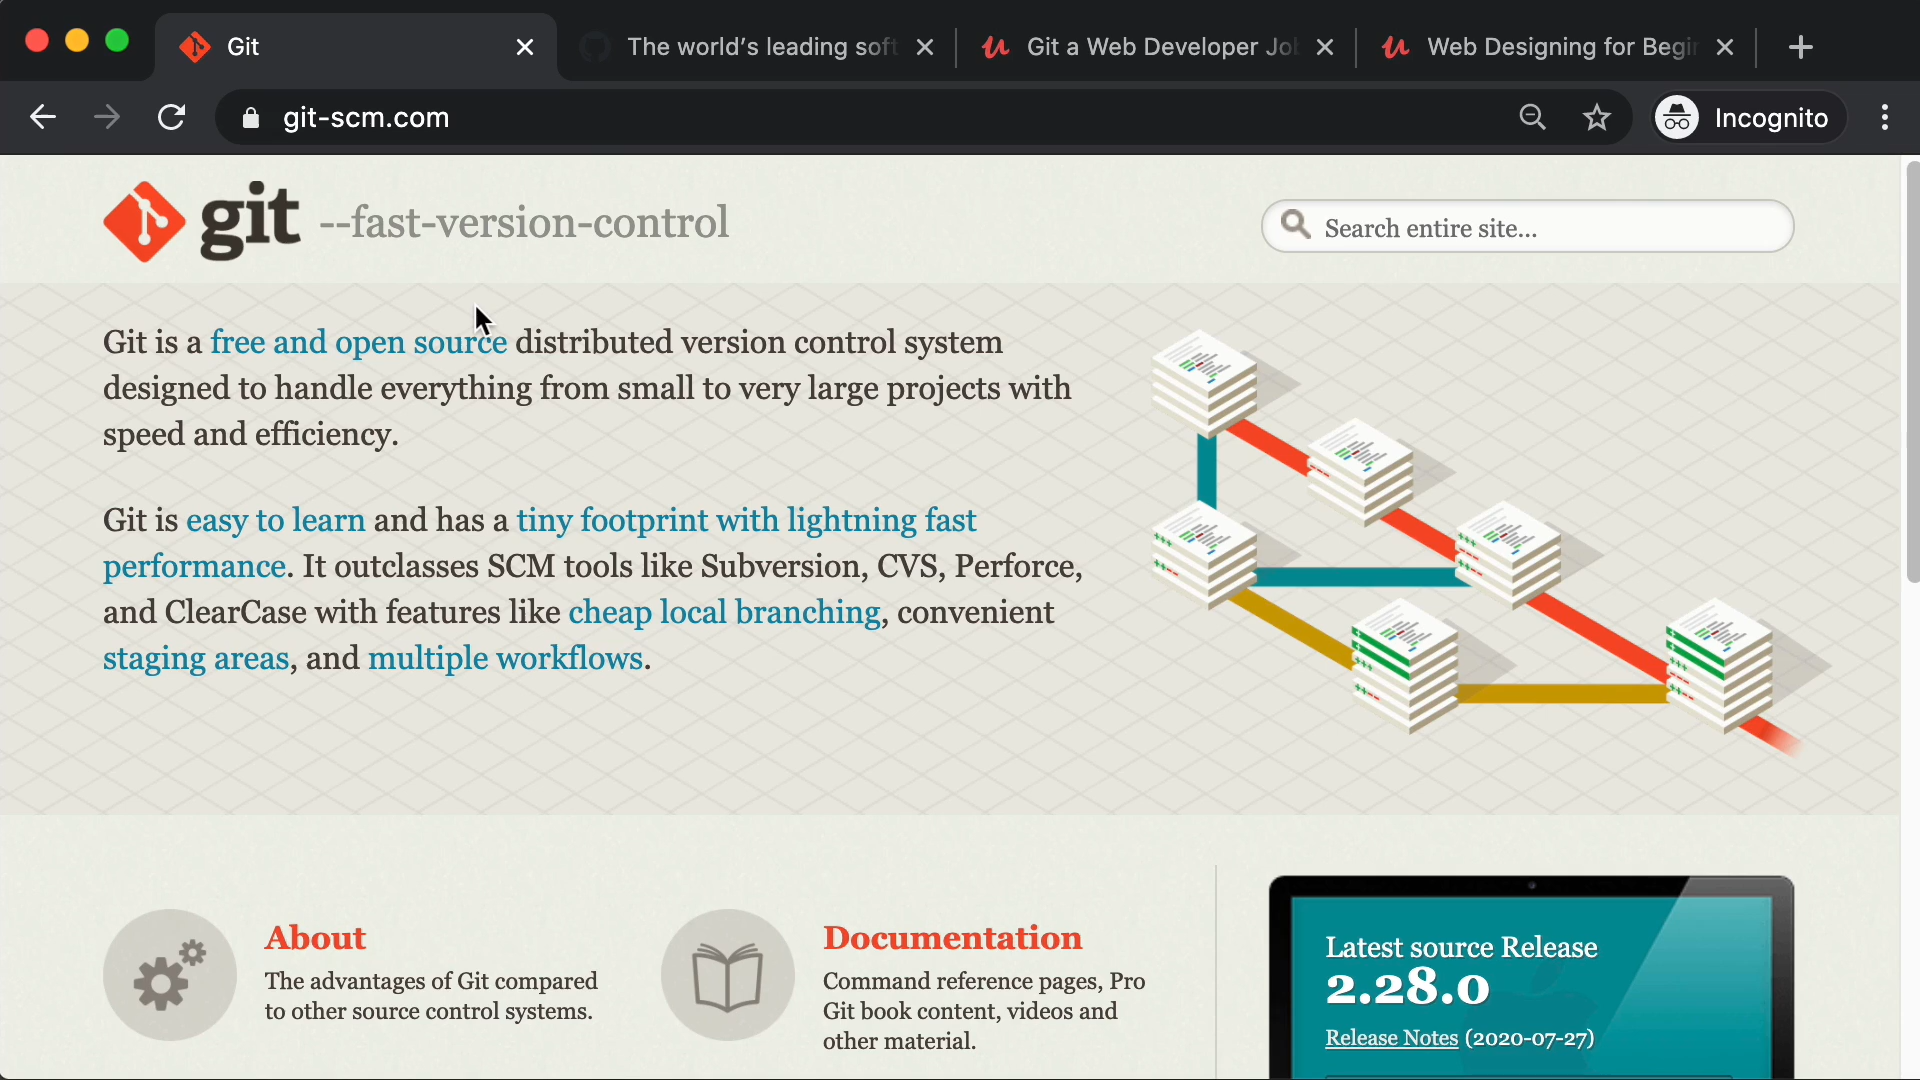 Git
The world's leading soft
Git a Web Developer Jo
Web Designing for Begin
git-scm.com
Incognito
git --fast-version-control
Search entire site...
Git is a free and open source distributed version control system
designed to handle everything from small to very large projects with
speed and efficiency.
Git is easy to learn and has a tiny footprint with lightning fast
performance. It outclasses SCM tools like Subversion, CVS, Perforce,
and ClearCase with features like cheap local branching, convenient
staging areas, and multiple workflows.
About
The advantages of Git compared
to other source control systems.
Documentation
Command reference pages, Pro
Git book content, videos and
other material.
Latest source Release
2.28.0
Release Notes (2020-07-27)